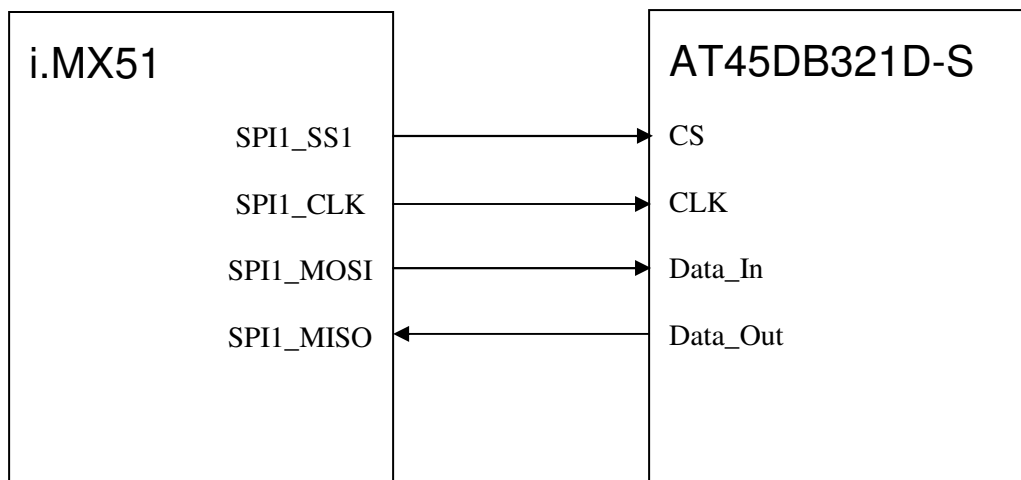 i.MX51
AT45DB321D-S
SPI1_SS1
CS
SPI1_CLK
CLK
SPI1_MOSI
Data_In
SPI1_MISO
Data_Out